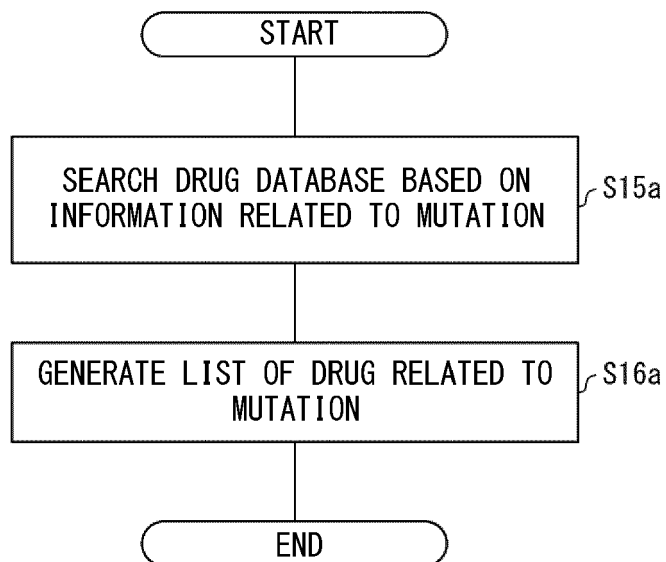 START
SEARCH DRUG DATABASE BASED ON
INFORMATION RELATED TO MUTATION
S15a
GENERATE LIST OF DRUG RELATED TO
MUTATION
S16a
END